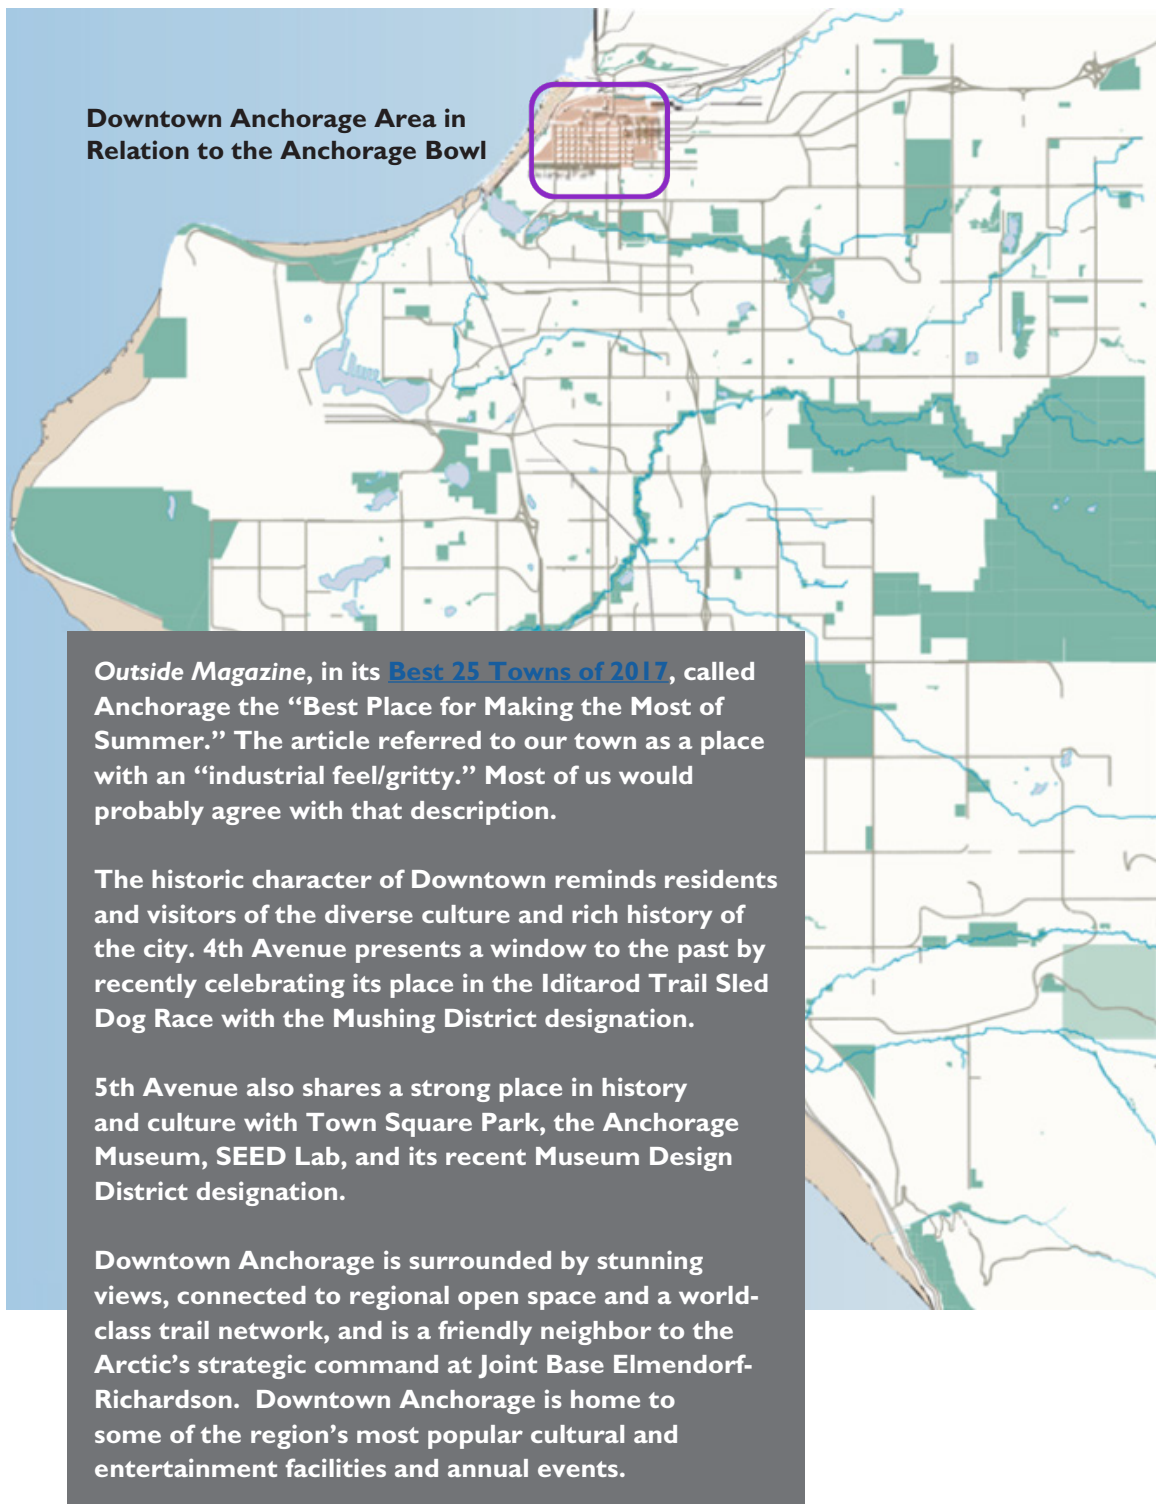 Downtown Anchorage Area in
Relation to the Anchorage Bowl
Outside Magazine, in its Best 25 Towns of 2017, called
Anchorage the “Best Place for Making the Most of
Summer.” The article referred to our town as a place
with an “industrial feel/gritty.” Most of us would
probably agree with that description.
The historic character of Downtown reminds residents
and visitors of the diverse culture and rich history of
the city. 4th Avenue presents a window to the past by
recently celebrating its place in the Iditarod Trail Sled
Dog Race with the Mushing District designation.
5th Avenue also shares a strong place in history
and culture with Town Square Park, the Anchorage
Museum, SEED Lab, and its recent Museum Design
District designation.
Downtown Anchorage is surrounded by stunning
views, connected to regional open space and a world-
class trail network, and is a friendly neighbor to the
Arctic’s strategic command at Joint Base Elmendorf-
Richardson.  Downtown Anchorage is home to
some of the region’s most popular cultural and
entertainment facilities and annual events.